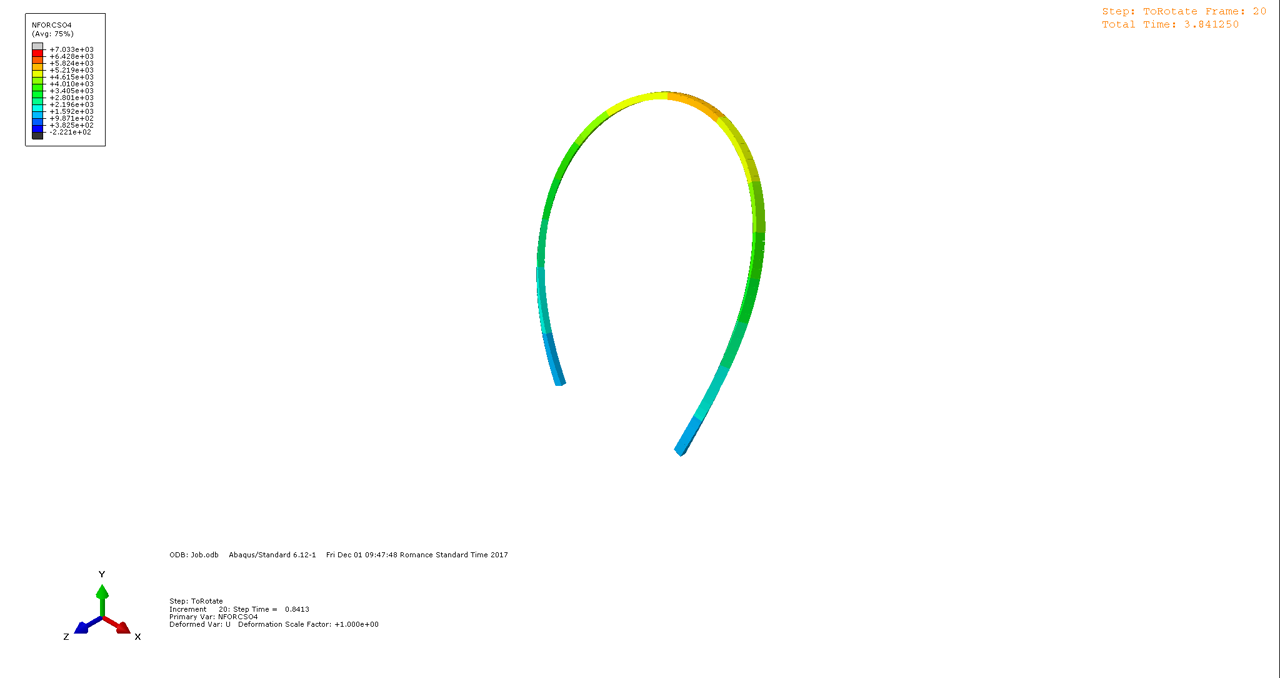 Step: ToRotate Frame: 20
Total Time: 3.841250
NFORCSO4
(Avg: 75%)
+7.033e+03
+6.428e+03
+5.824e+03
+5.219e+03
+4.615e+03
+4.010e+03
+3.405e+03
+2.801e+03
+2.196e+03
+1.592e+03
+9.871e+02
+3.825e+02
-2.221e+02
ODB: Job.odb Abaqus/Standard 6.12-1 Fri Dec 01 09:47:48 Romance Standard Time 2017
Y
Z
X
Step: ToRotate
Increment 20: Step Time = 0.8413
Primary Var: NFORCSO4
Deformed Var: U Deformation Scale Factor: +1.000e+00